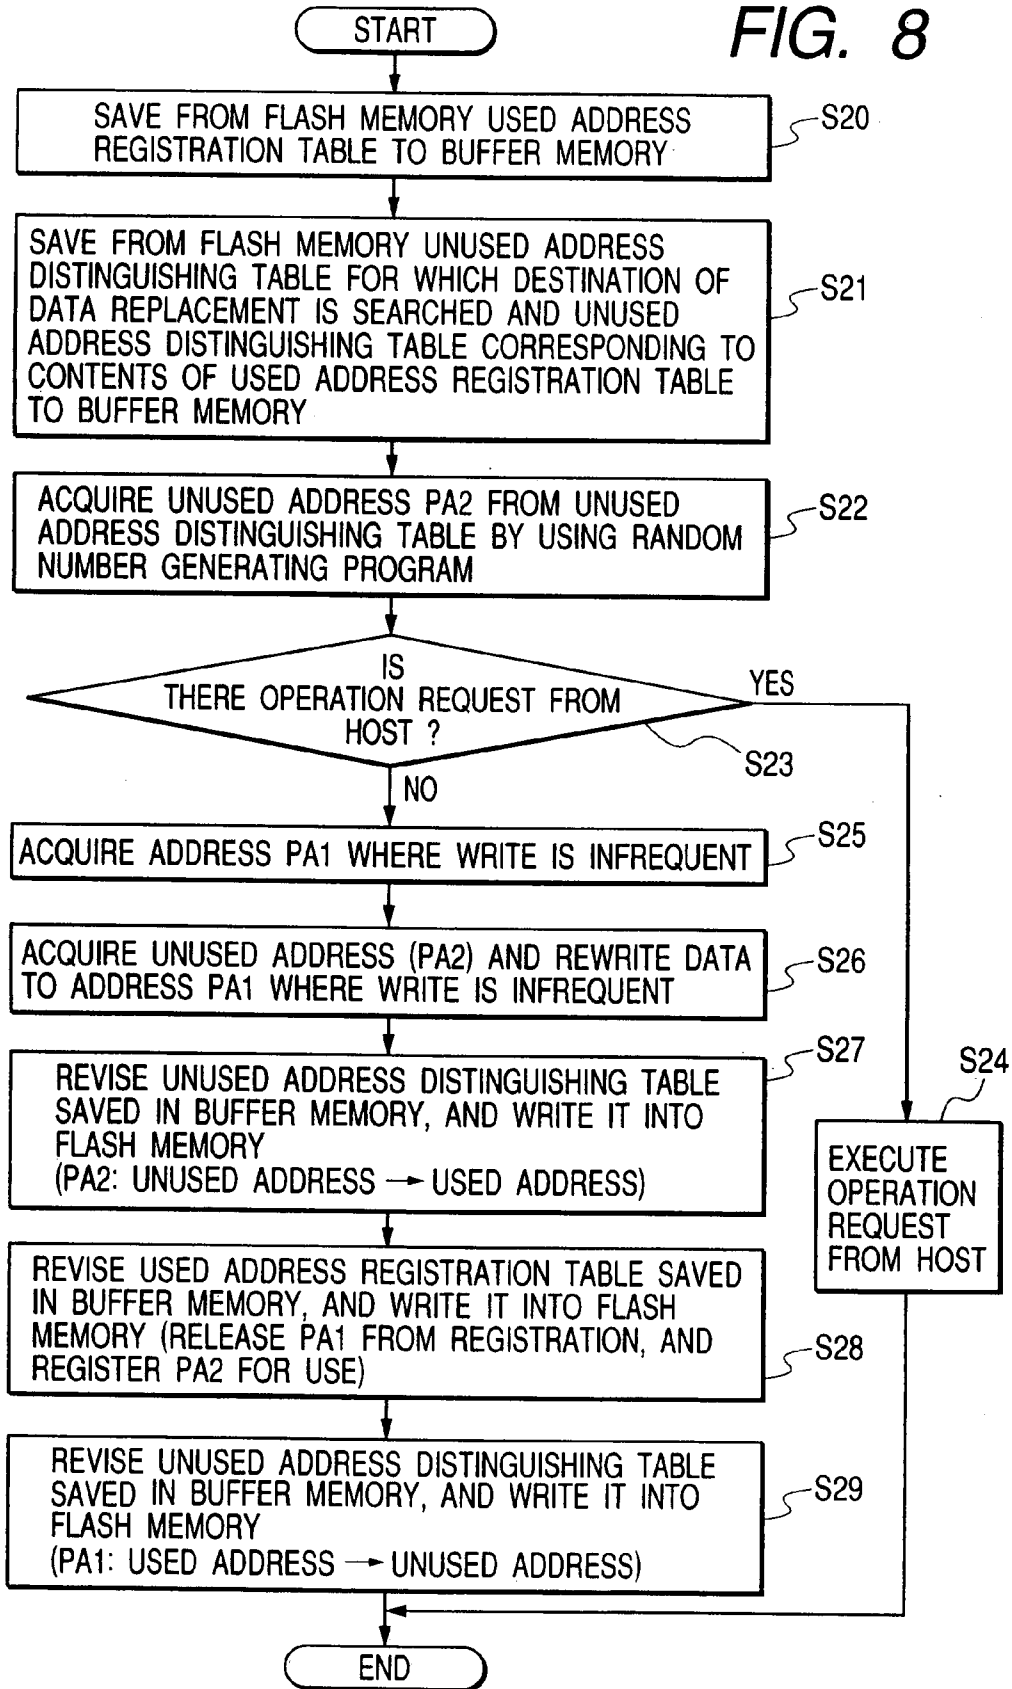 FIG. 8
START
SAVE FROM FLASH MEMORY USED ADDRESS
REGISTRATION TABLE TO BUFFER MEMORY
S20
SAVE FROM FLASH MEMORY UNUSED ADDRESS
DISTINGUISHING TABLE FOR WHICH DESTINATION OF
DATA REPLACEMENT IS SEARCHED AND UNUSED
ADDRESS DISTINGUISHING TABLE CORRESPONDING TO
CONTENTS OF USED ADDRESS REGISTRATION TABLE
TO BUFFER MEMORY
S21
ACQUIRE UNUSED ADDRESS PA2 FROM UNUSED
ADDRESS DISTINGUISHING TABLE BY USING RANDOM
NUMBER GENERATING PROGRAM
S22
IS
THERE OPERATION REQUEST FROM
HOST ?
YES
S23
NO
ACQUIRE ADDRESS PA1 WHERE WRITE IS INFREQUENT
S25
ACQUIRE UNUSED ADDRESS (PA2) AND REWRITE DATA
TO ADDRESS PA1 WHERE WRITE IS INFREQUENT
S26
REVISE UNUSED ADDRESS DISTINGUISHING TABLE
SAVED IN BUFFER MEMORY, AND WRITE IT INTO
FLASH MEMORY
(PA2: UNUSED ADDRESS → USED ADDRESS)
S27
S24
EXECUTE
OPERATION
REQUEST
FROM HOST
REVISE USED ADDRESS REGISTRATION TABLE SAVED
IN BUFFER MEMORY, AND WRITE IT INTO FLASH
MEMORY (RELEASE PA1 FROM REGISTRATION, AND
REGISTER PA2 FOR USE)
S28
REVISE UNUSED ADDRESS DISTINGUISHING TABLE
SAVED IN BUFFER MEMORY, AND WRITE IT INTO
FLASH MEMORY
(PA1: USED ADDRESS → UNUSED ADDRESS)
S29
END